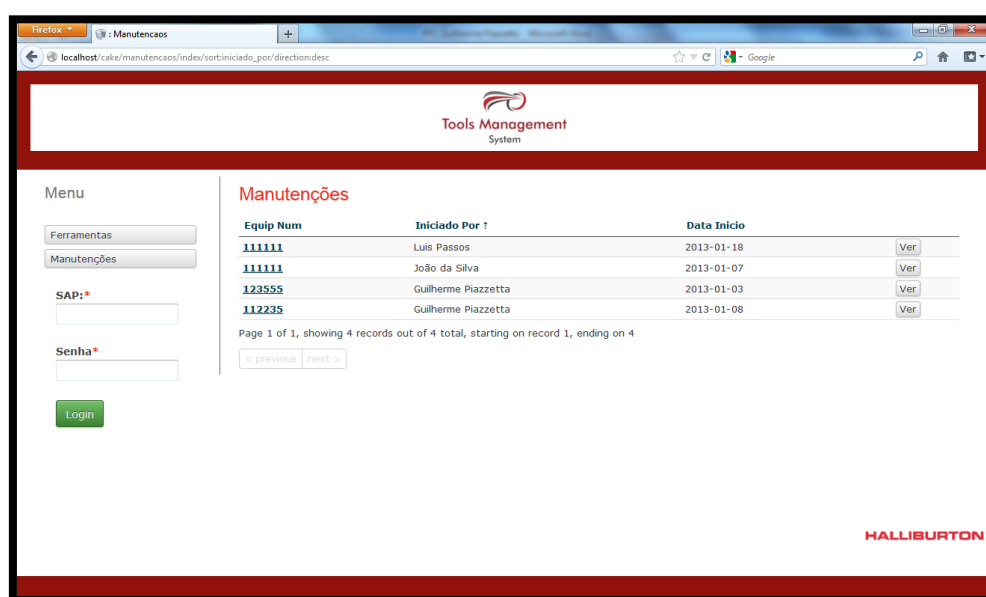 Firefox
: Manutencaos
localhost/cake/manutencaos/index/sort:iniciado_por/direction:desc
Google
Tools Management
System
Menu
Ferramentas
Manutenções
SAP:*
Senha*
Login
Manutenções
Equip Num Iniciado Por ↑ Data Inicio
111111 Luis Passos 2013-01-18 Ver
111111 João da Silva 2013-01-07 Ver
123555 Guilherme Piazzetta 2013-01-03 Ver
112235 Guilherme Piazzetta 2013-01-08 Ver
Page 1 of 1, showing 4 records out of 4 total, starting on record 1, ending on 4
< previous next >
HALLIBURTON